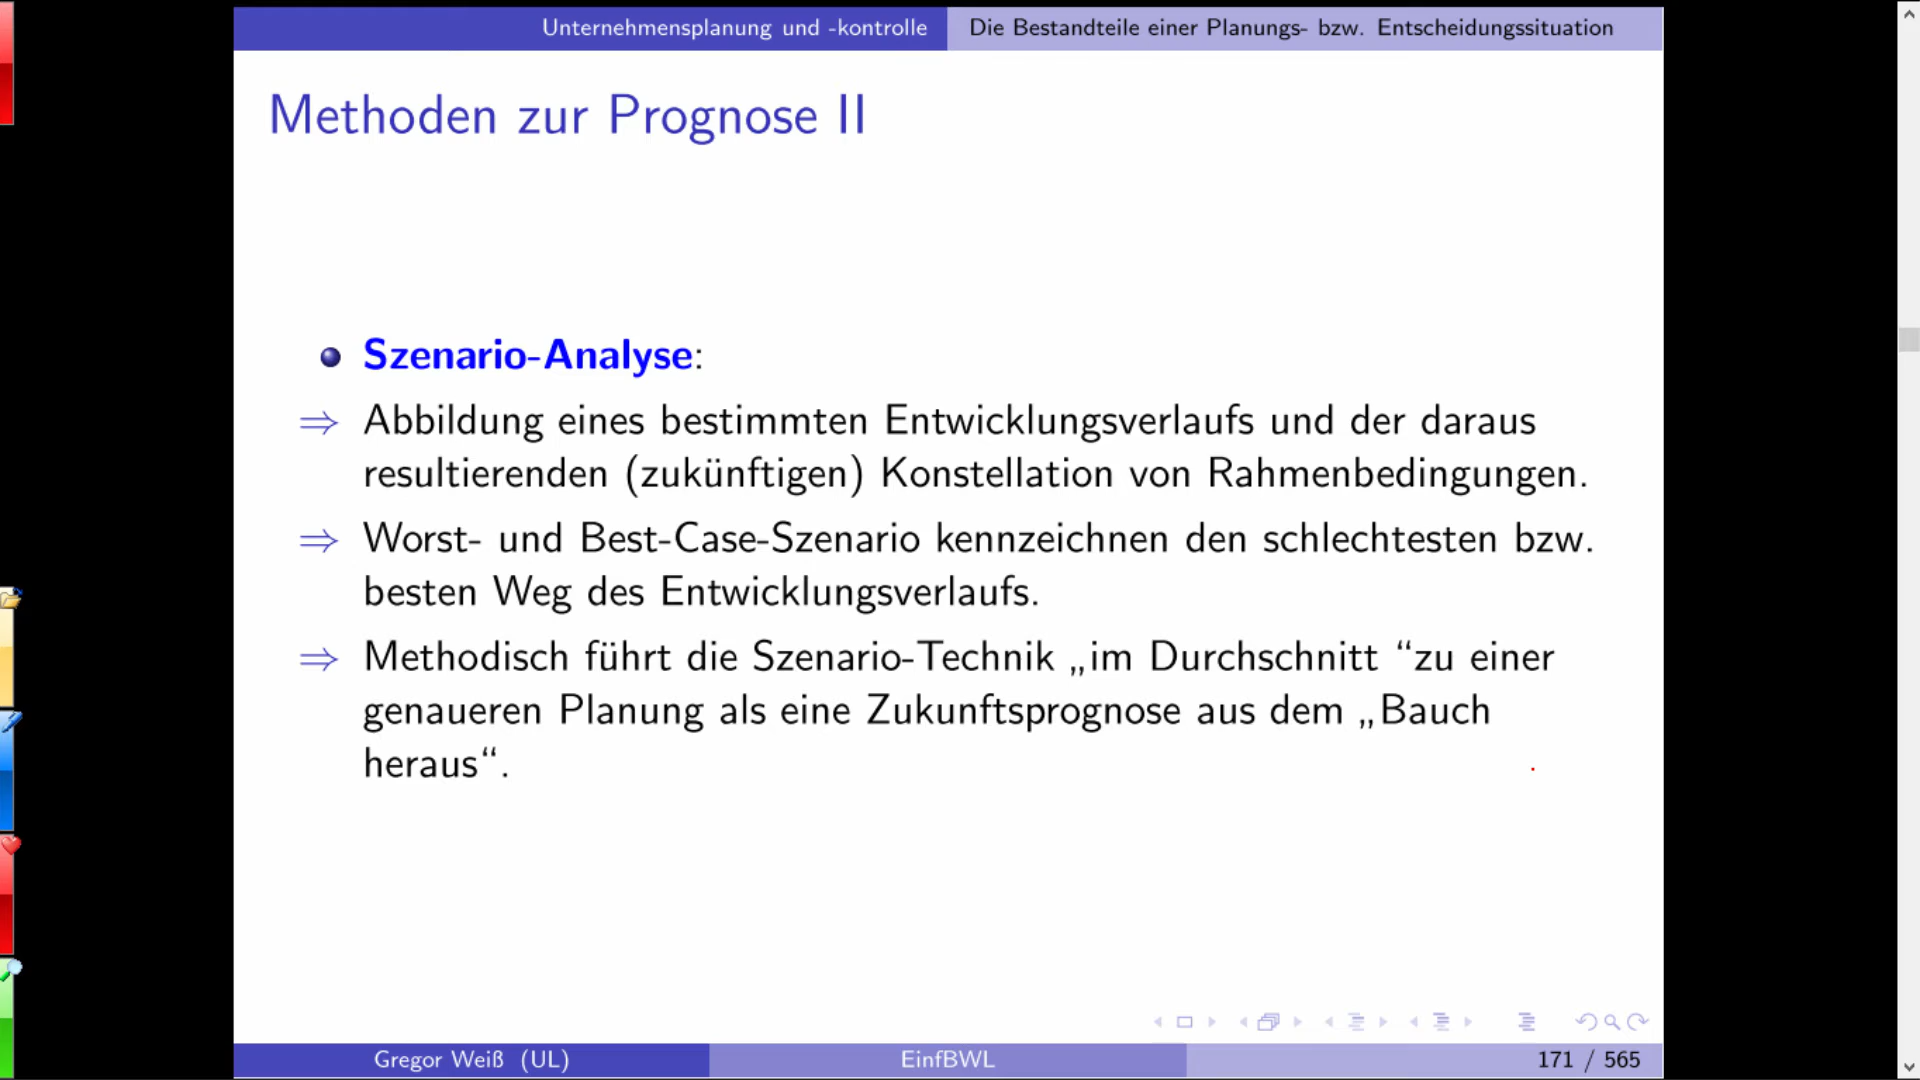 Unternehmensplanung und -kontrolle Die Bestandteile einer Planungs- bzw. Entscheidungssituation
Methoden zur Prognose II
Szenario-Analyse:
⇒ Abbildung eines bestimmten Entwicklungsverlaufs und der daraus
resultierenden (zukünftigen) Konstellation von Rahmenbedingungen.
⇒ Worst- und Best-Case-Szenario kennzeichnen den schlechtesten bzw.
besten Weg des Entwicklungsverlaufs.
⇒ Methodisch führt die Szenario-Technik „im Durchschnitt “zu einer
genaueren Planung als eine Zukunftsprognose aus dem „Bauch
heraus“.
Gregor Weiß (UL) EinfBWL 171 / 565